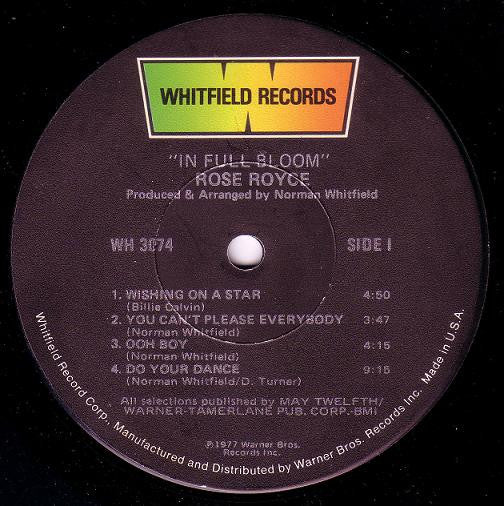 WHITFIELD RECORDS
"IN FULL BLOOM"
ROSE ROYCE
Produced & Arranged by Norman Whitfield
WH 3074 SIDE 1
1. WISHING ON A STAR 4:50
(Billie Calvin)
2. YOU CAN'T PLEASE EVERYBODY 3:47
(Norman Whitfield)
3. OOH BOY 4:15
(Norman Whitfield)
4. DO YOUR DANCE 9:15
(Norman Whitfield/D. Turner)
All selections published by MAY TWELFTH/
WARNER-TAMERLANE PUB. CORP.-BMI
℗1977 Warner Bros.
Records Inc.
Whitfield Record Corp., Manufactured and Distributed by Warner Bros. Records Inc. Made in U.S.A.